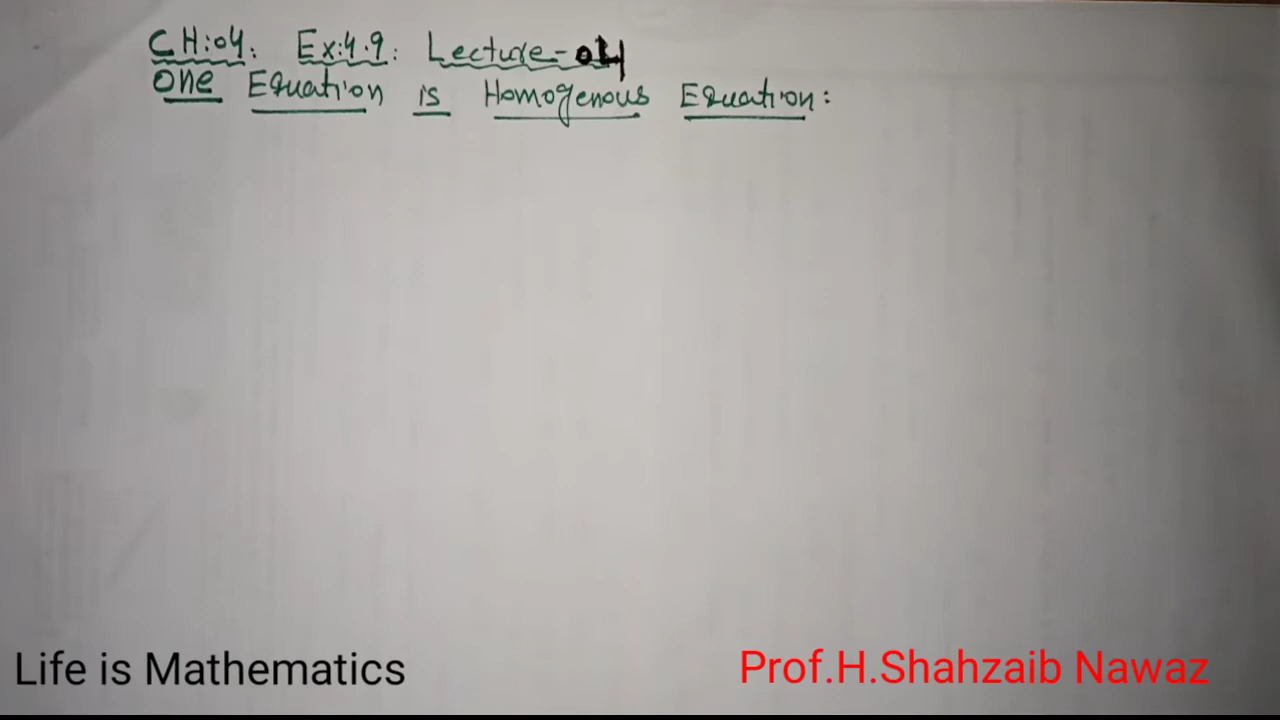 CH:04: Ex:4.9: Lecture-04
One Equation is Homogenous Equation:
Life is Mathematics
Prof.H.Shahzaib Nawaz